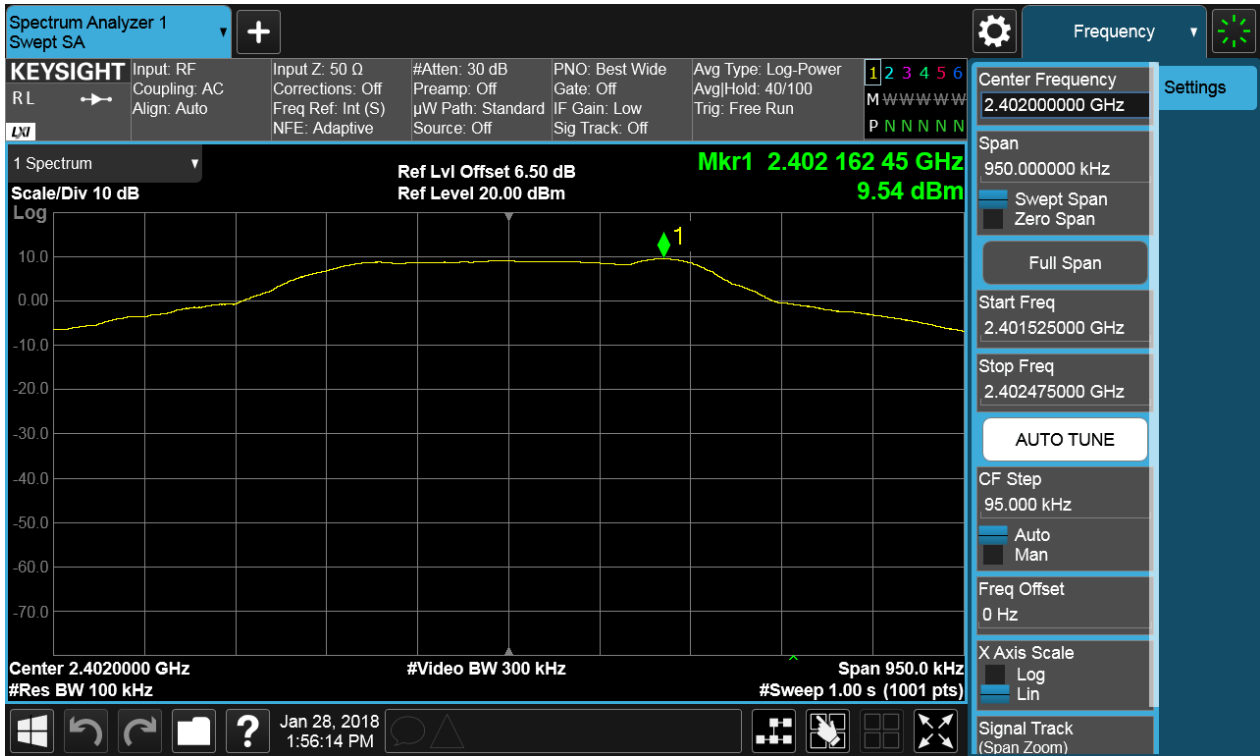 Spectrum Analyzer 1
Swept SA
Frequency
KEYSIGHT
RL
LXI
Input: RF
Coupling: AC
Align: Auto
Input Z: 50 Ω
Corrections: Off
Freq Ref: Int (S)
NFE: Adaptive
#Atten: 30 dB
Preamp: Off
µW Path: Standard
Source: Off
PNO: Best Wide
Gate: Off
IF Gain: Low
Sig Track: Off
Avg Type: Log-Power
Avg|Hold: 40/100
Trig: Free Run
1 2 3 4 5 6
M W W W W W
P N N N N N
1 Spectrum
Scale/Div 10 dB
Log
Ref Lvl Offset 6.50 dB
Ref Level 20.00 dBm
Mkr1 2.402 162 45 GHz
9.54 dBm
1
10.0
0.00
-10.0
-20.0
-30.0
-40.0
-50.0
-60.0
-70.0
Center 2.4020000 GHz
#Res BW 100 kHz
#Video BW 300 kHz
Span 950.0 kHz
#Sweep 1.00 s (1001 pts)
?
Jan 28, 2018
1:56:14 PM
Center Frequency
2.402000000 GHz
Span
950.000000 kHz
Swept Span
Zero Span
Full Span
Start Freq
2.401525000 GHz
Stop Freq
2.402475000 GHz
AUTO TUNE
CF Step
95.000 kHz
Auto
Man
Freq Offset
0 Hz
X Axis Scale
Log
Lin
Signal Track
(Span Zoom)
Settings